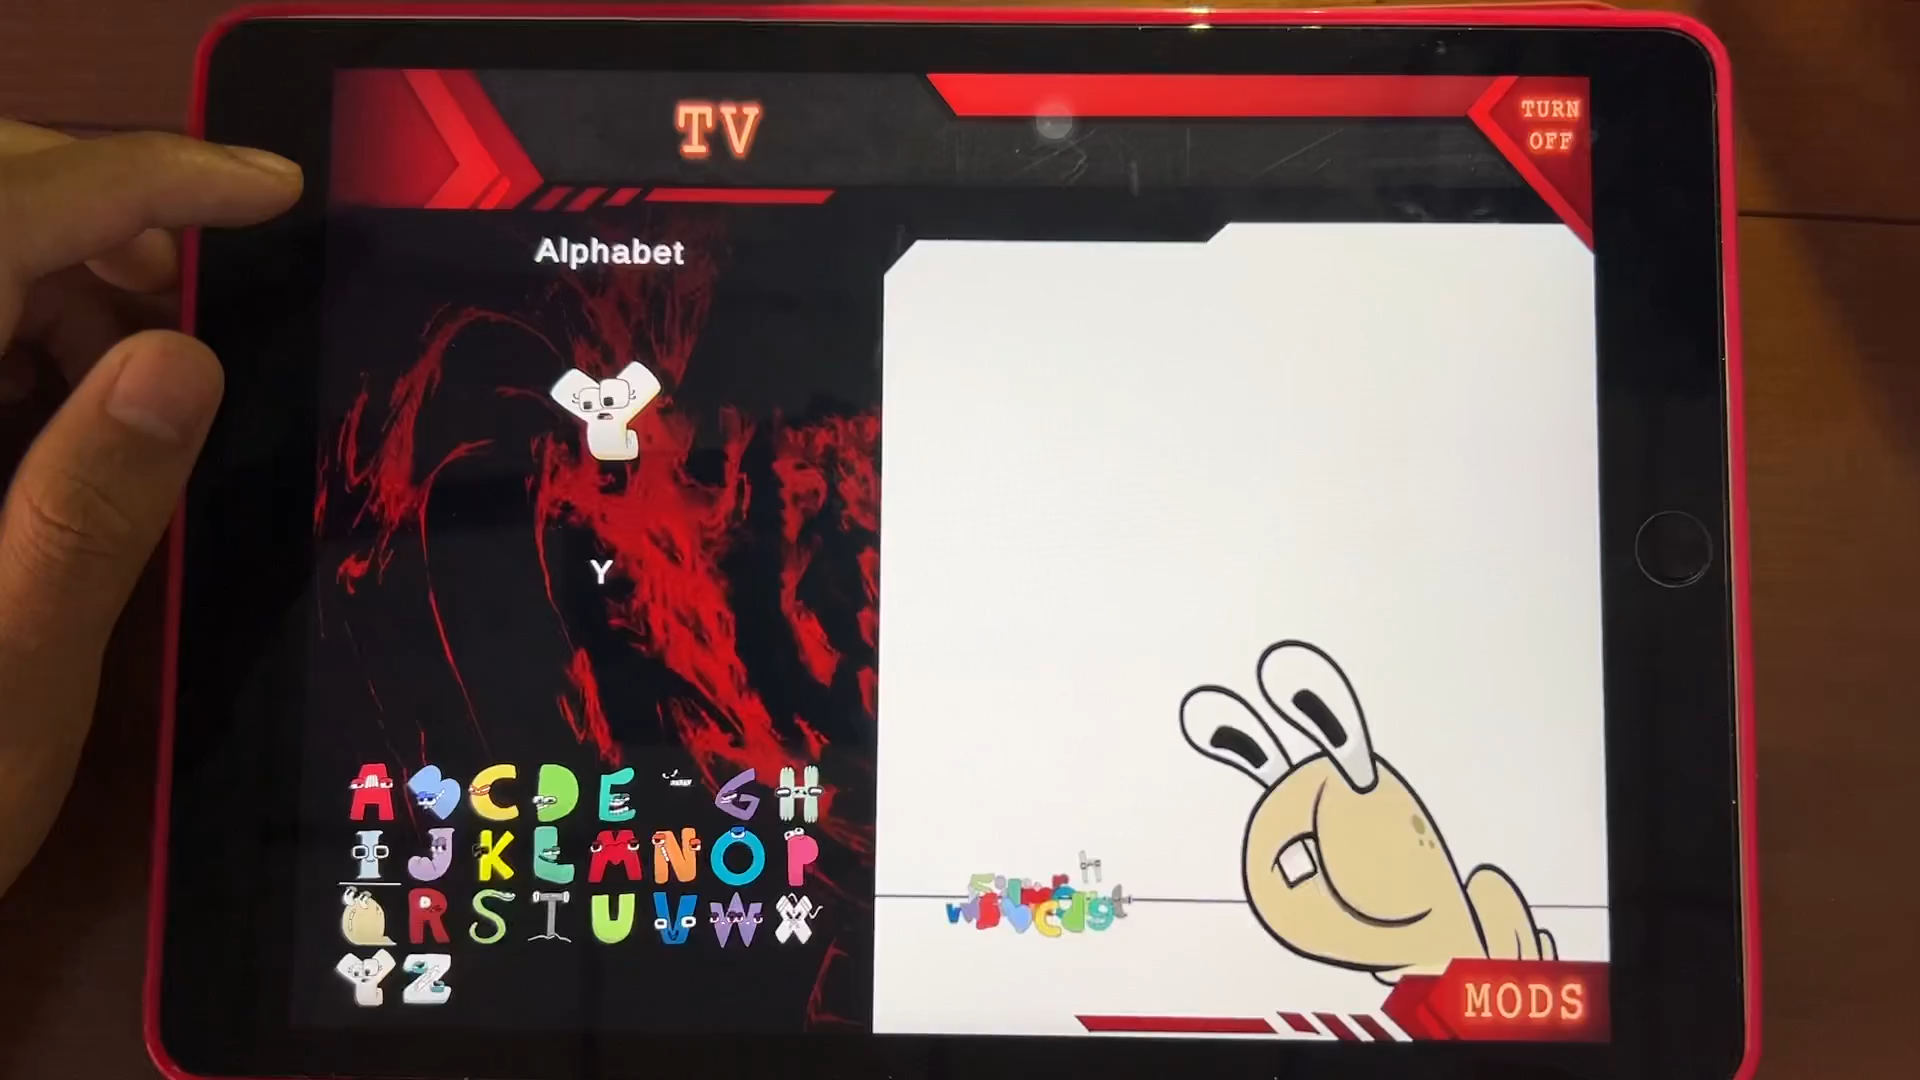 TV
TURN
OFF
Alphabet
Y
A B C D E G H
I J K L M N O P
Q R S T U V W X
Y Z
MODS